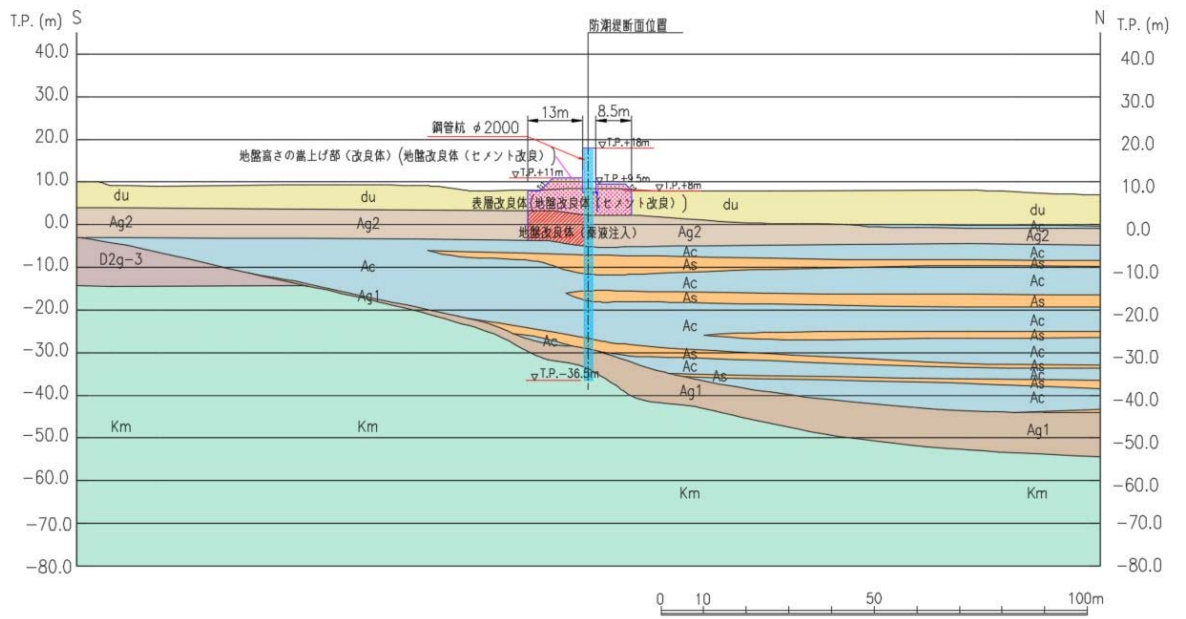 T.P. (m) S
防潮堤断面位置
N T.P. (m)
40.0 40.0
30.0 30.0
13m 8.5m
鋼管杭 φ2000
20.0 20.0
▽T.P.+18m
地盤高さの嵩上げ部（改良体）(地盤改良体（セメント改良）)
▽T.P.+11m ▽T.P.+9.5m ▽T.P.+8m
10.0 10.0
表層改良体(地盤改良体（セメント改良）)
du du du du
地盤改良体（薬液注入）
0.0 0.0
Ag2 Ag2 Ag2 Ac Ag2
Ac Ac
As As
-10.0 -10.0
D2g-3 Ac Ac Ac
Ag1 As As
-20.0 -20.0
Ac Ac
As
-30.0 -30.0
Ac As Ac
As
Ac As Ac
▽T.P.-36.5m As
-40.0 -40.0
Ag1 Ac
Km Km Ag1
-50.0 -50.0
-60.0 -60.0
Km Km
-70.0 -70.0
-80.0 -80.0
0 10 50 100m